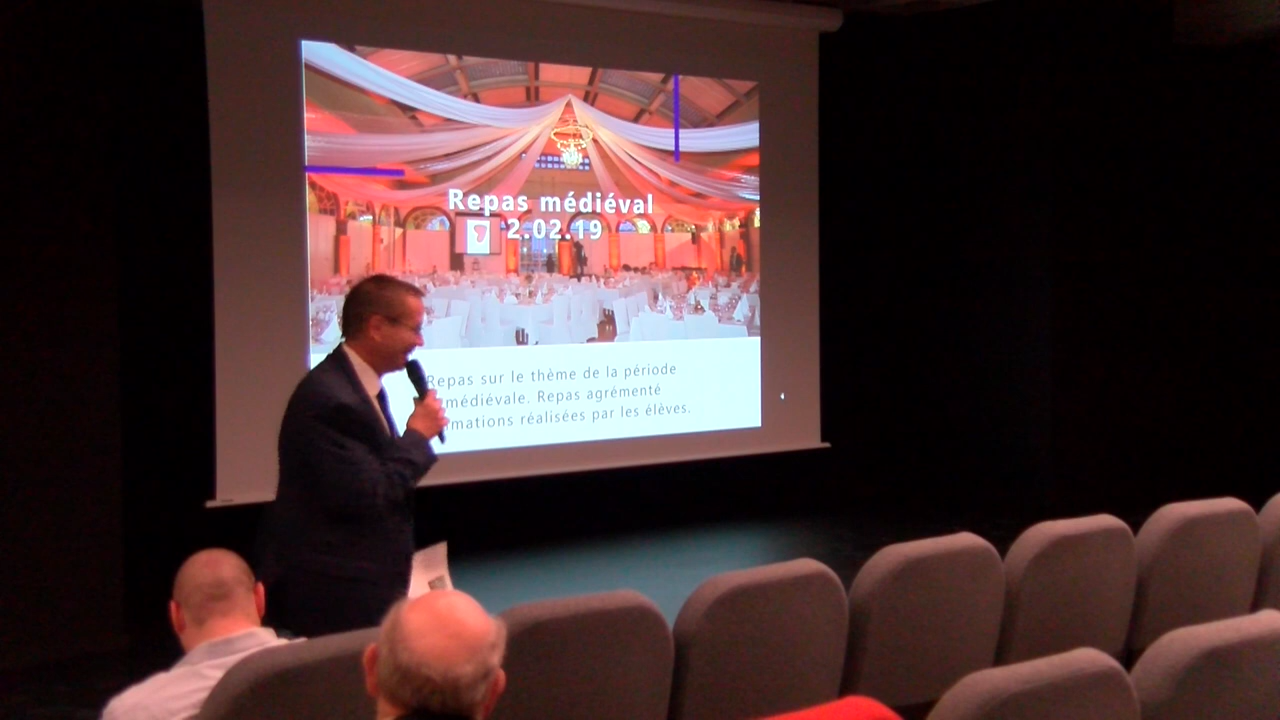 Repas médiéval
2.02.19
Repas sur le thème de la période
médiévale. Repas agrémenté
mations réalisées par les élèves.